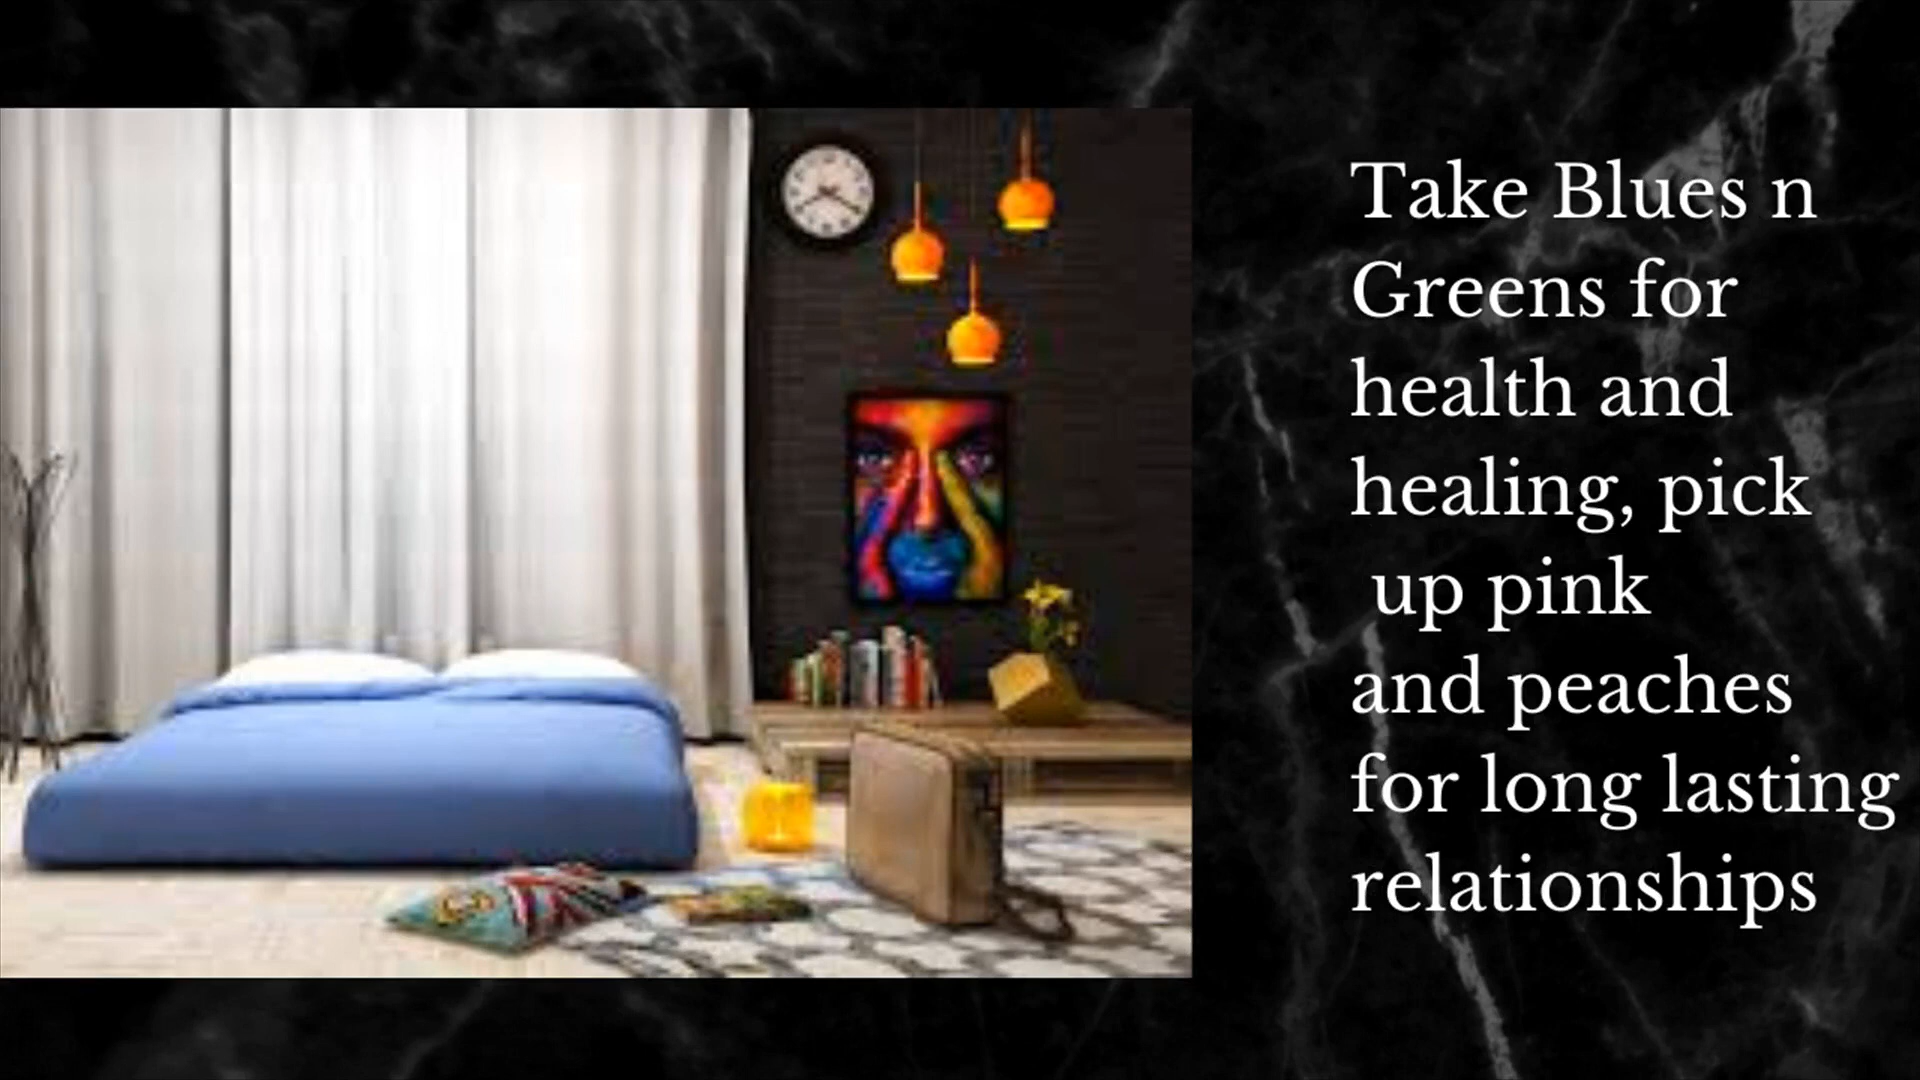 Take Blues n
Greens for
health and
healing, pick
up pink
and peaches
for long lasting
relationships